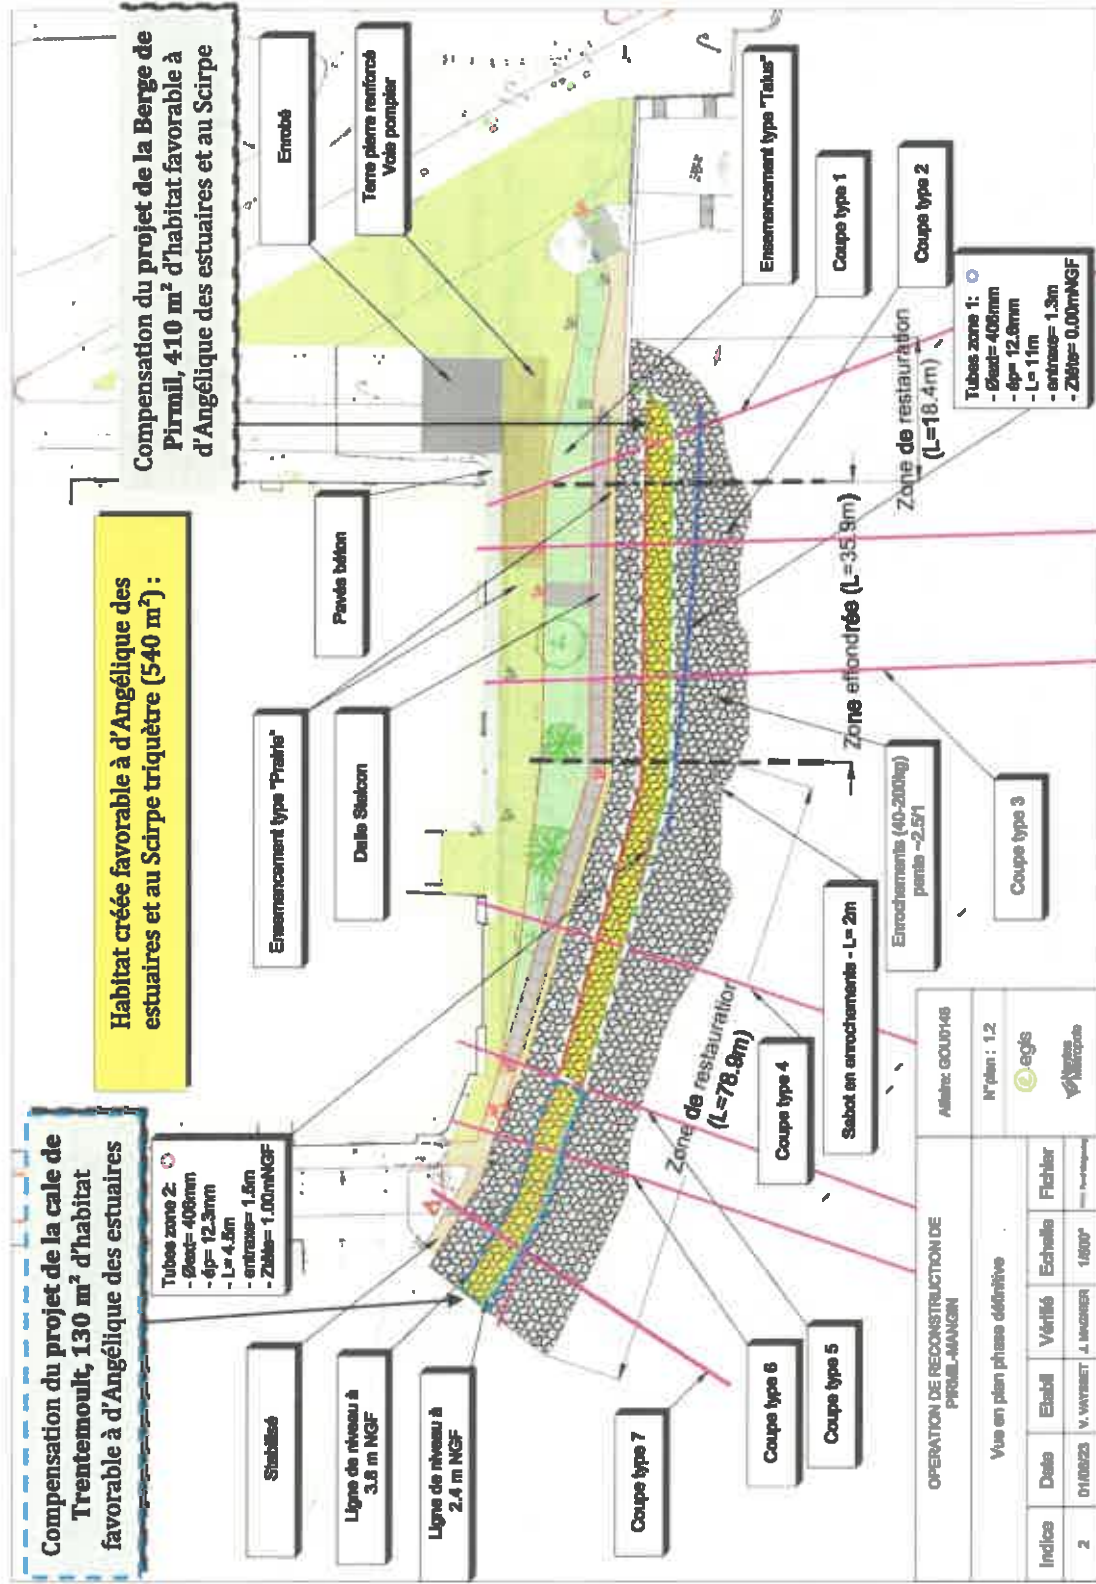 Compensation du projet de la cale de
Trentemoult, 130 m² d'habitat
favorable à d'Angélique des estuaires
Habitat créée favorable à d'Angélique des
estuaires et au Scirpe triquètre (540 m²) :
Compensation du projet de la Berge de
Pirmil, 410 m² d'habitat favorable à
d'Angélique des estuaires et au Scirpe
Tubes zone 2:
- Øext= 406mm
- ép= 12.3mm
- L= 4.5m
- entraxe= 1.5m
- Ztête= 1.00mNGF
Stabilisé
Ligne de niveau à
3.8 m NGF
Ligne de niveau à
2.4 m NGF
Ensemencement type "Prairie"
Dalle Stelcon
Pavés béton
Enrobé
Terre pierre renforcé
Voie pompier
Ensemencement type "Talus"
Coupe type 1
Coupe type 2
Tubes zone 1:
- Øext= 406mm
- ép= 12.6mm
- L= 11m
- entraxe= 1.3m
- Ztête= 0.00mNGF
Zone de restauration
(L=18.4m)
Zone effondrée (L=35.9m)
Zone de restauration
(L=78.9m)
Enrochements (40-200kg)
pente ~2.5/1
Coupe type 3
Sabot en enrochements - L= 2m
Coupe type 4
Coupe type 5
Coupe type 6
Coupe type 7
OPERATION DE RECONSTRUCTION DE
PIRMIL-MANGIN
Affaire: GOU0146
Vue en plan phase définitive
N°plan : 1.2
egis
Nantes
Métropole
Indice Date Etabli Vérifié Echelle Fichier
2 01/08/23 V. VAYSSET J. MAGNIER 1/600°